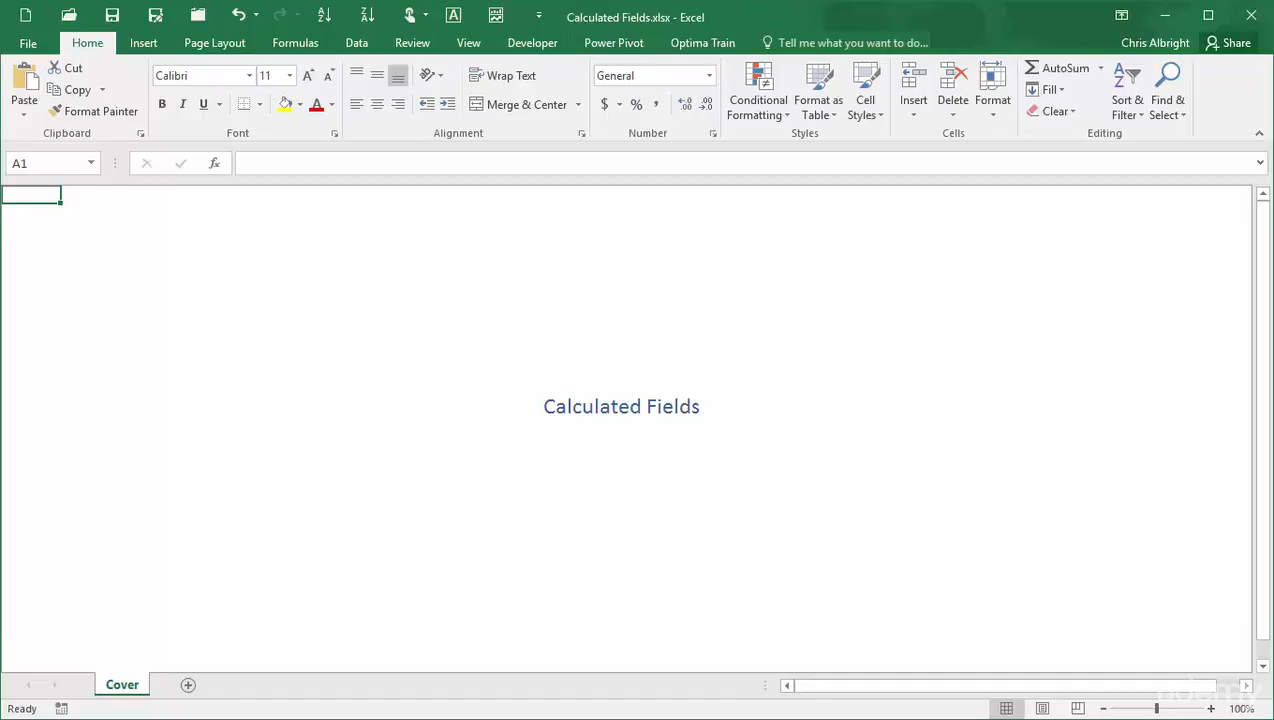 Calculated Fields.xlsx - Excel
File Home Insert Page Layout Formulas Data Review View Developer Power Pivot Optima Train Tell me what you want to do... Chris Albright Share
Paste
Cut
Copy
Format Painter
Clipboard
Calibri 11
B I U A
Font
Wrap Text
Merge & Center
Alignment
General
$ % ,
Number
Conditional Formatting
Format as Table
Cell Styles
Styles
Insert
Delete
Format
Cells
AutoSum
Fill
Clear
Sort & Filter
Find & Select
Editing
A1
fx
Calculated Fields
Cover
udemy
Ready
100%